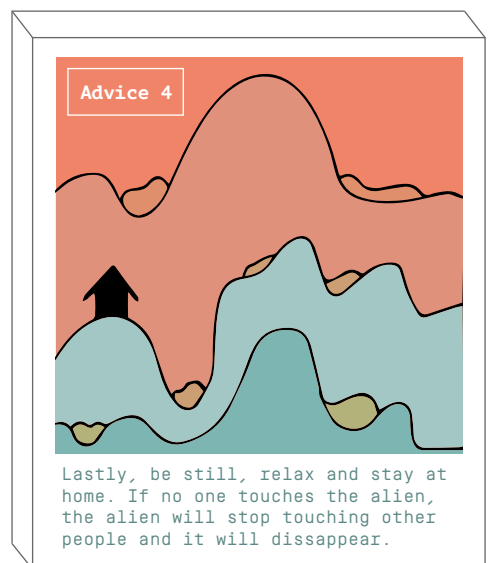 Advice 4
Lastly, be still, relax and stay at
home. If no one touches the alien,
the alien will stop touching other
people and it will dissappear.